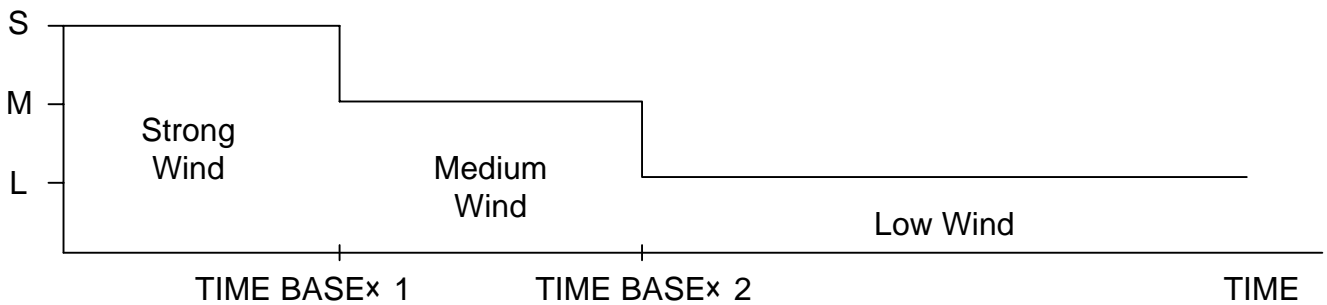 S
M
L
Strong
Wind
Medium
Wind
Low Wind
TIME BASE× 1
TIME BASE× 2
TIME